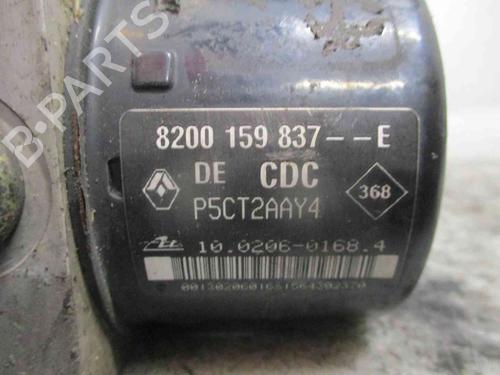 B-PARTS
8200 159 837--E
DE CDC
368
P5CT2AAY4
10.0206-0168.4